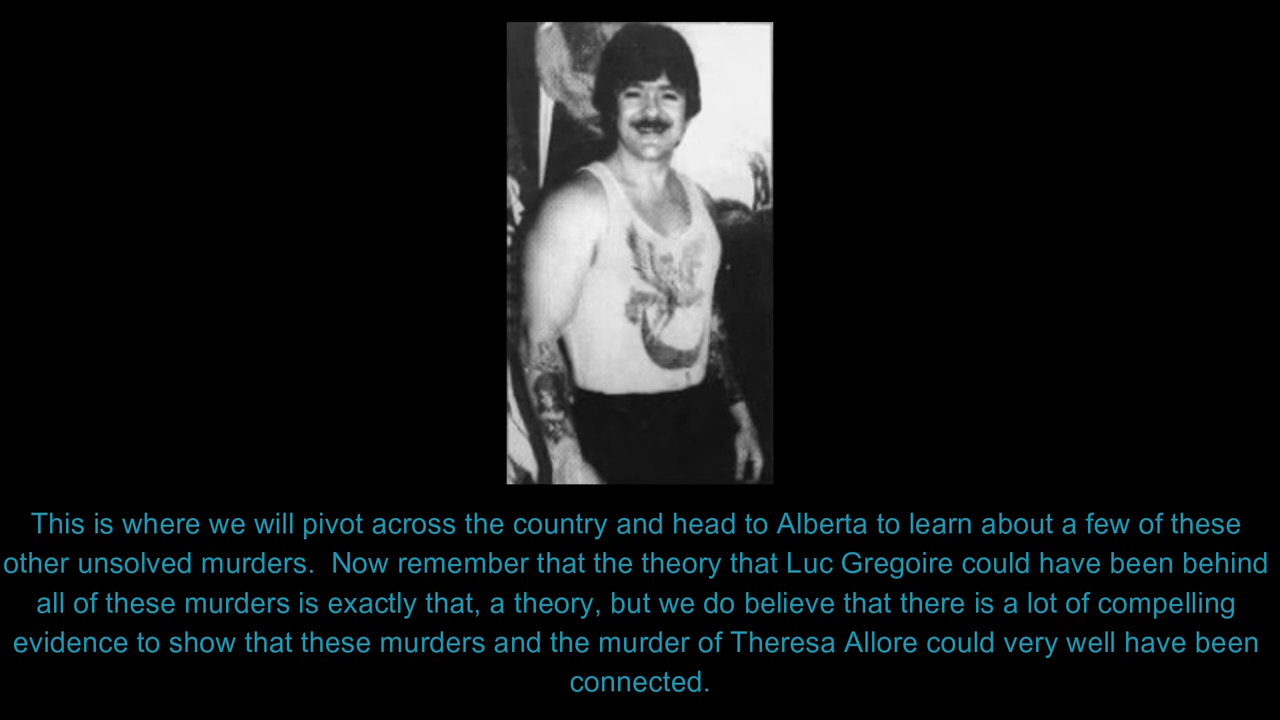 This is where we will pivot across the country and head to Alberta to learn about a few of these
other unsolved murders.  Now remember that the theory that Luc Gregoire could have been behind
all of these murders is exactly that, a theory, but we do believe that there is a lot of compelling
evidence to show that these murders and the murder of Theresa Allore could very well have been
connected.